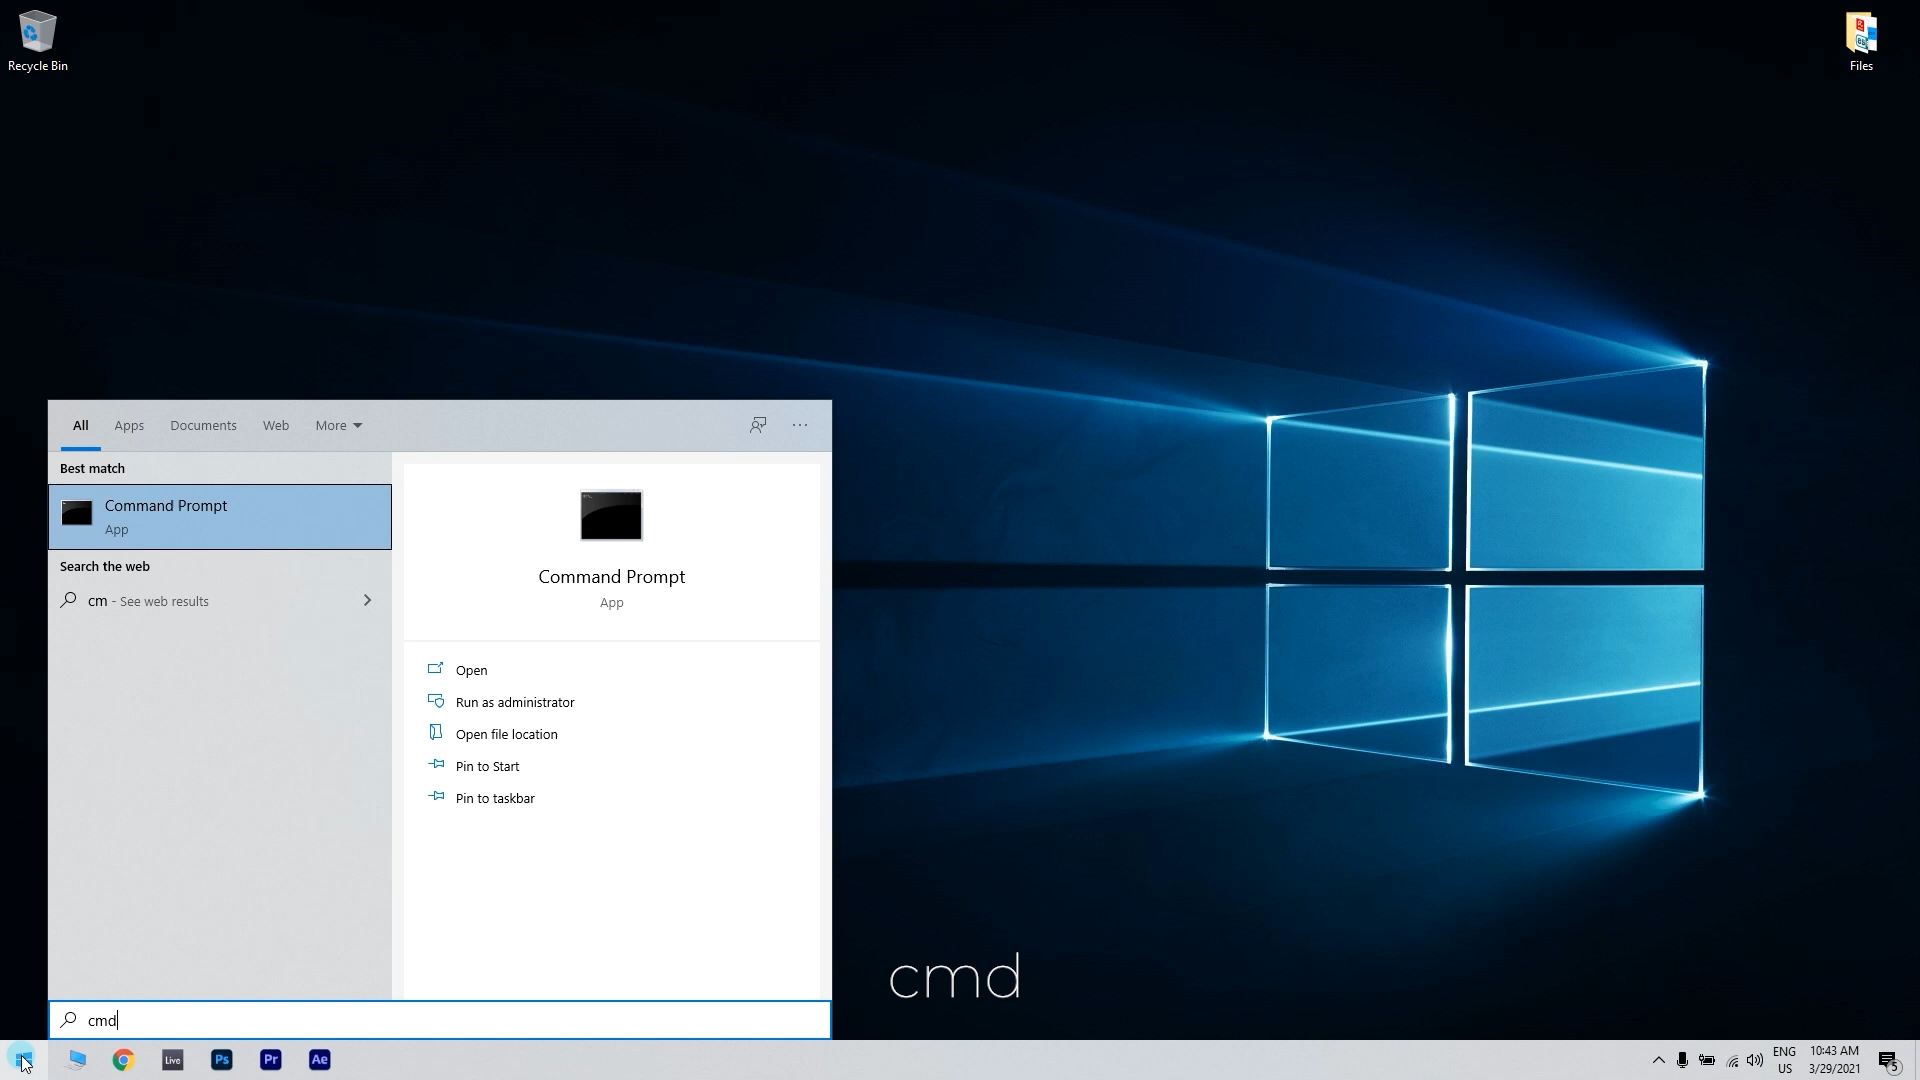 Recycle Bin
Files
All Apps Documents Web More
Best match
Command Prompt
App
Search the web
cm - See web results
Command Prompt
App
Open
Run as administrator
Open file location
Pin to Start
Pin to taskbar
cmd
cmd
Live Ps Pr Ae
ENG
US
10:43 AM
3/29/2021
5